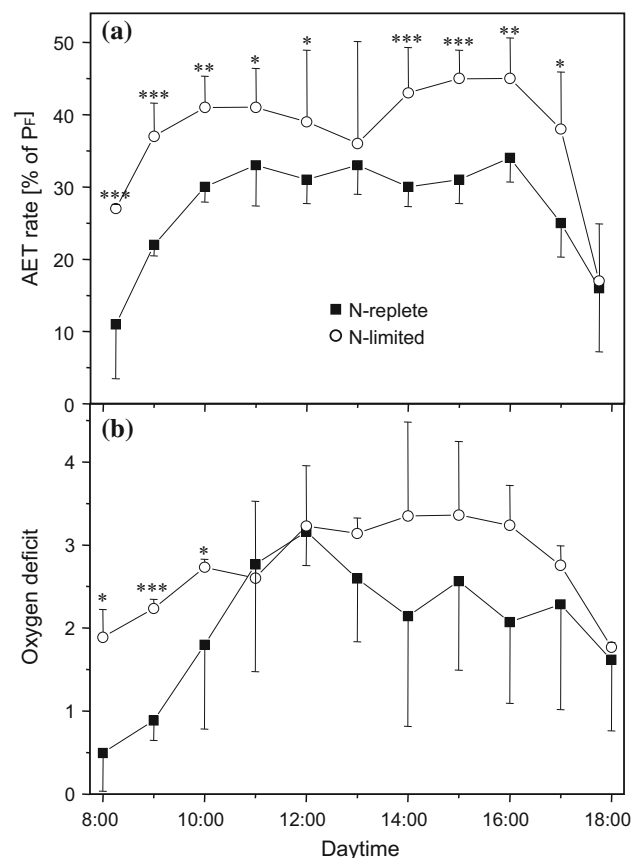 (a)
50
40
30
20
10
0
AET rate [% of PF]
*** *** ** * * *** *** ** *
N-replete
N-limited
(b)
4
3
2
1
0
Oxygen deficit
* *** *
8:00 10:00 12:00 14:00 16:00 18:00
Daytime